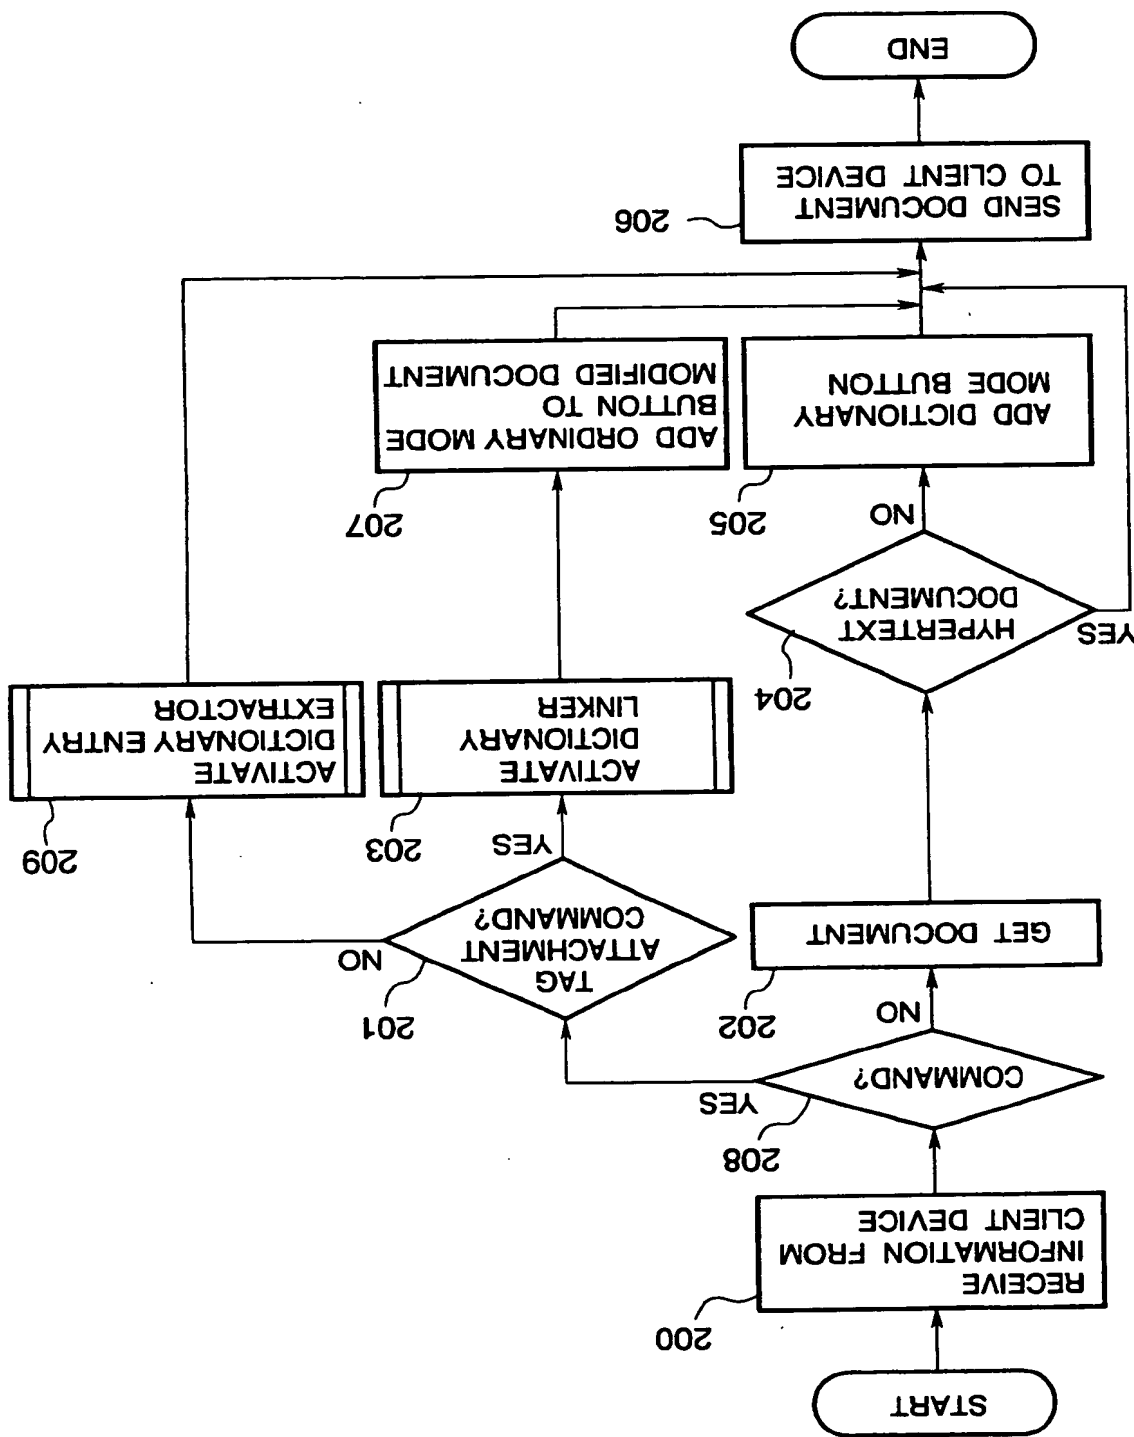 START
200
RECEIVE
INFORMATION FROM
CLIENT DEVICE
208
COMMAND?
YES
NO
202
GET DOCUMENT
201
TAG
ATTACHMENT
COMMAND?
NO
YES
204
HYPERTEXT
DOCUMENT?
YES
NO
203
ACTIVATE
DICTIONARY
LINKER
209
ACTIVATE
DICTIONARY ENTRY
EXTRACTOR
205
ADD DICTIONARY
MODE BUTTON
207
ADD ORDINARY MODE
BUTTON TO
MODIFIED DOCUMENT
206
SEND DOCUMENT
TO CLIENT DEVICE
END